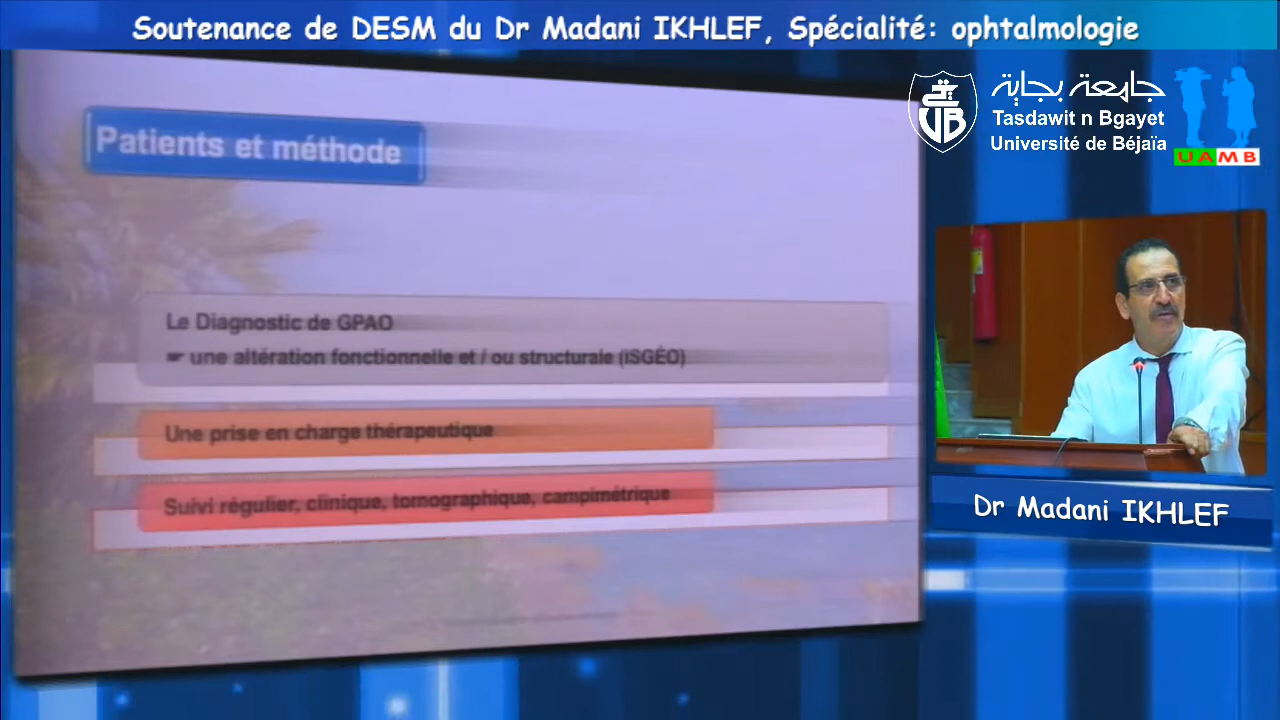 Soutenance de DESM du Dr Madani IKHLEF, Spécialité: ophtalmologie
جامعة بجاية
Tasdawit n Bgayet
Université de Béjaïa
UAMB
Patients et méthode
Le Diagnostic de GPAO
☛ une altération fonctionnelle et / ou structurale (ISGÉO)
Une prise en charge thérapeutique
Suivi régulier, clinique, tomographique, campimétrique
Dr Madani IKHLEF